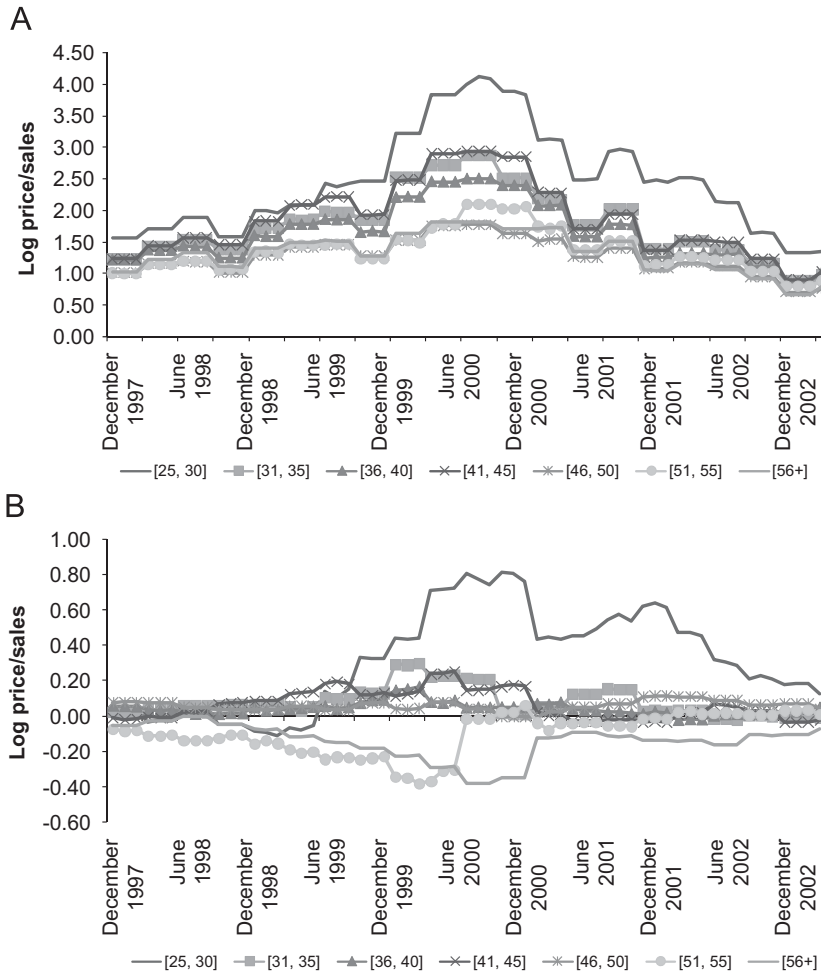 A
4.50
4.00
3.50
3.00
2.50
2.00
1.50
1.00
0.50
0.00
Log price/sales
December 1997
June 1998
December 1998
June 1999
December 1999
June 2000
December 2000
June 2001
December 2001
June 2002
December 2002
[25, 30] [31, 35] [36, 40] [41, 45] [46, 50] [51, 55] [56+]
B
1.00
0.80
0.60
0.40
0.20
0.00
-0.20
-0.40
-0.60
Log price/sales
December 1997
June 1998
December 1998
June 1999
December 1999
June 2000
December 2000
June 2001
December 2001
June 2002
December 2002
[25, 30] [31, 35] [36, 40] [41, 45] [46, 50] [51, 55] [56+]